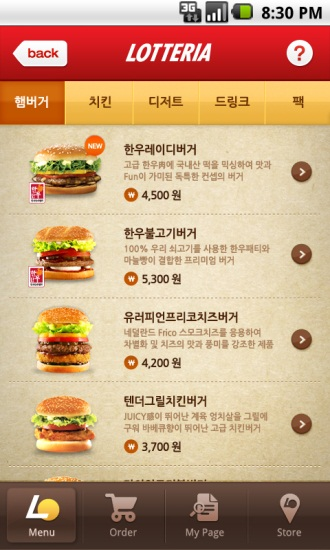 3G 8:30 PM
back LOTTERIA ?
햄버거 치킨 디저트 드링크 팩
NEW
한우레이디버거
고급 한우肉에 국내산 떡을 믹싱하여 맛과
Fun이 가미된 독특한 컨셉의 버거
₩ 4,500 원
한우불고기버거
100% 우리 쇠고기를 사용한 한우패티와
마늘빵이 결합한 프리미엄 버거
₩ 5,300 원
유러피언프리코치즈버거
네덜란드 Frico 스모크치즈를 응용하여
차별화 및 치즈의 맛과 풍미를 강조한 제품
₩ 4,200 원
텐더그릴치킨버거
JUICY感이 뛰어난 계육 엉치살을 그릴에
구워 바베큐향이 뛰어난 고급 치킨버거
₩ 3,700 원
Menu Order My Page Store